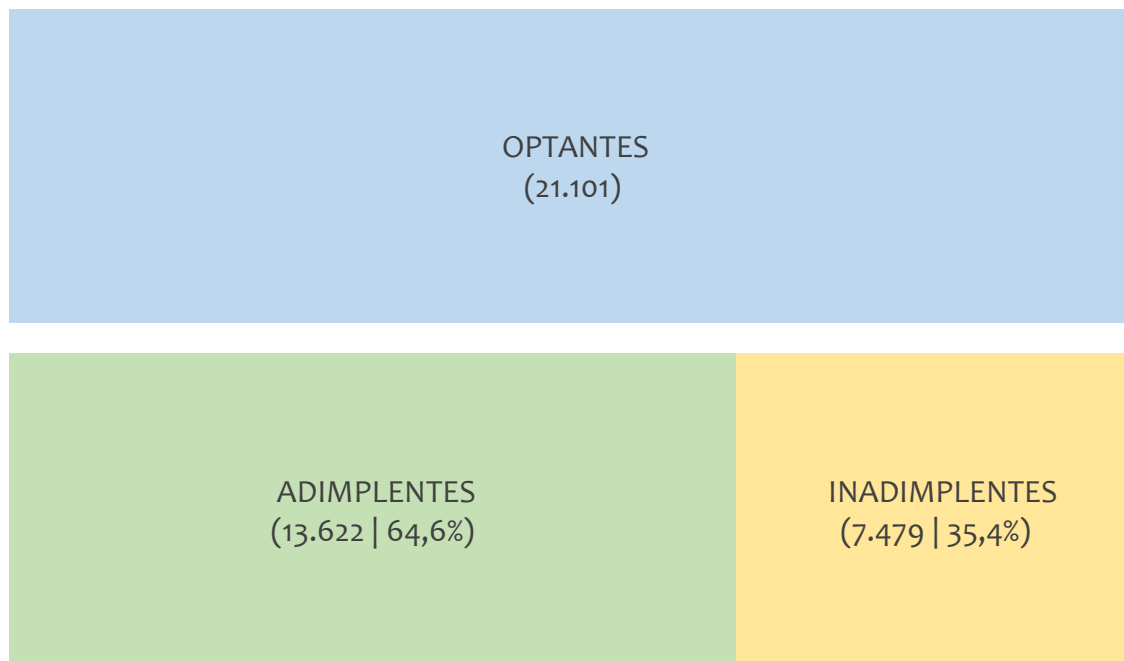 OPTANTES
(21.101)
ADIMPLENTES
(13.622 | 64,6%)
INADIMPLENTES
(7.479 | 35,4%)